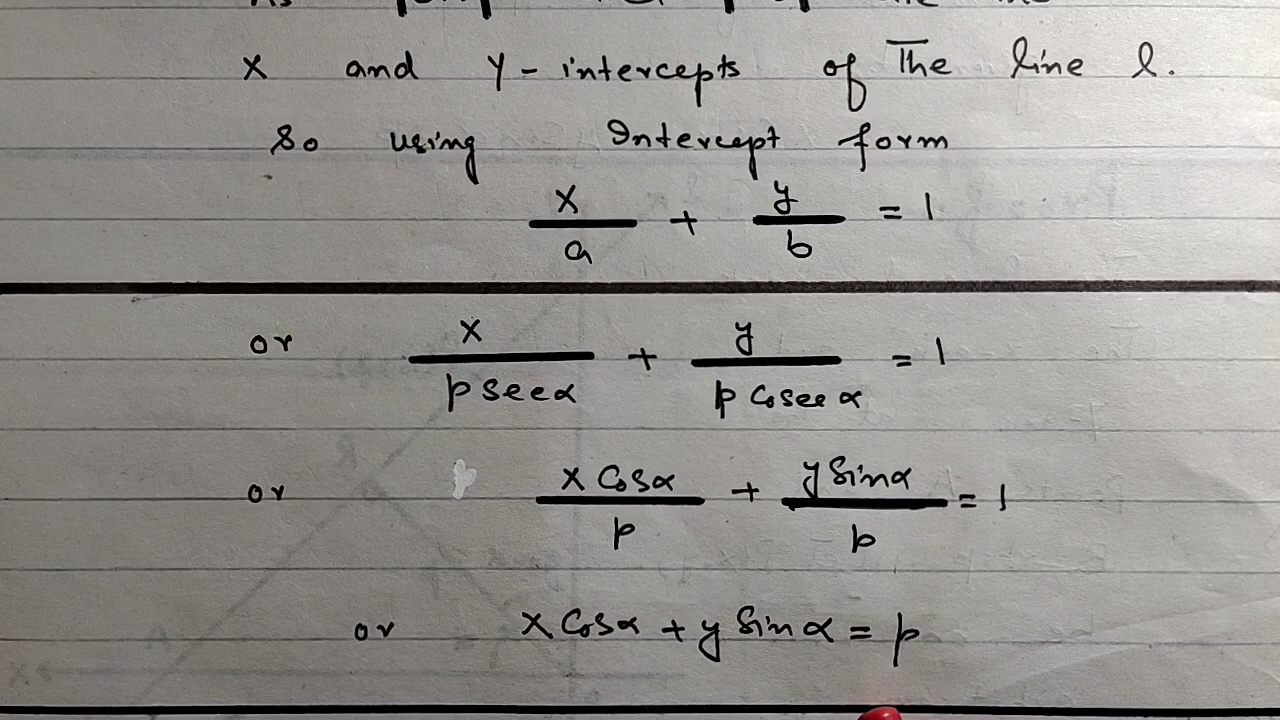 X and Y-intercepts of The line l.
So using Intercept form
x/a + y/b = 1
or x/p secα + y/p Cosec α = 1
or x Cosα/p + y Sinα/p = 1
or x Cosα + y Sinα = p